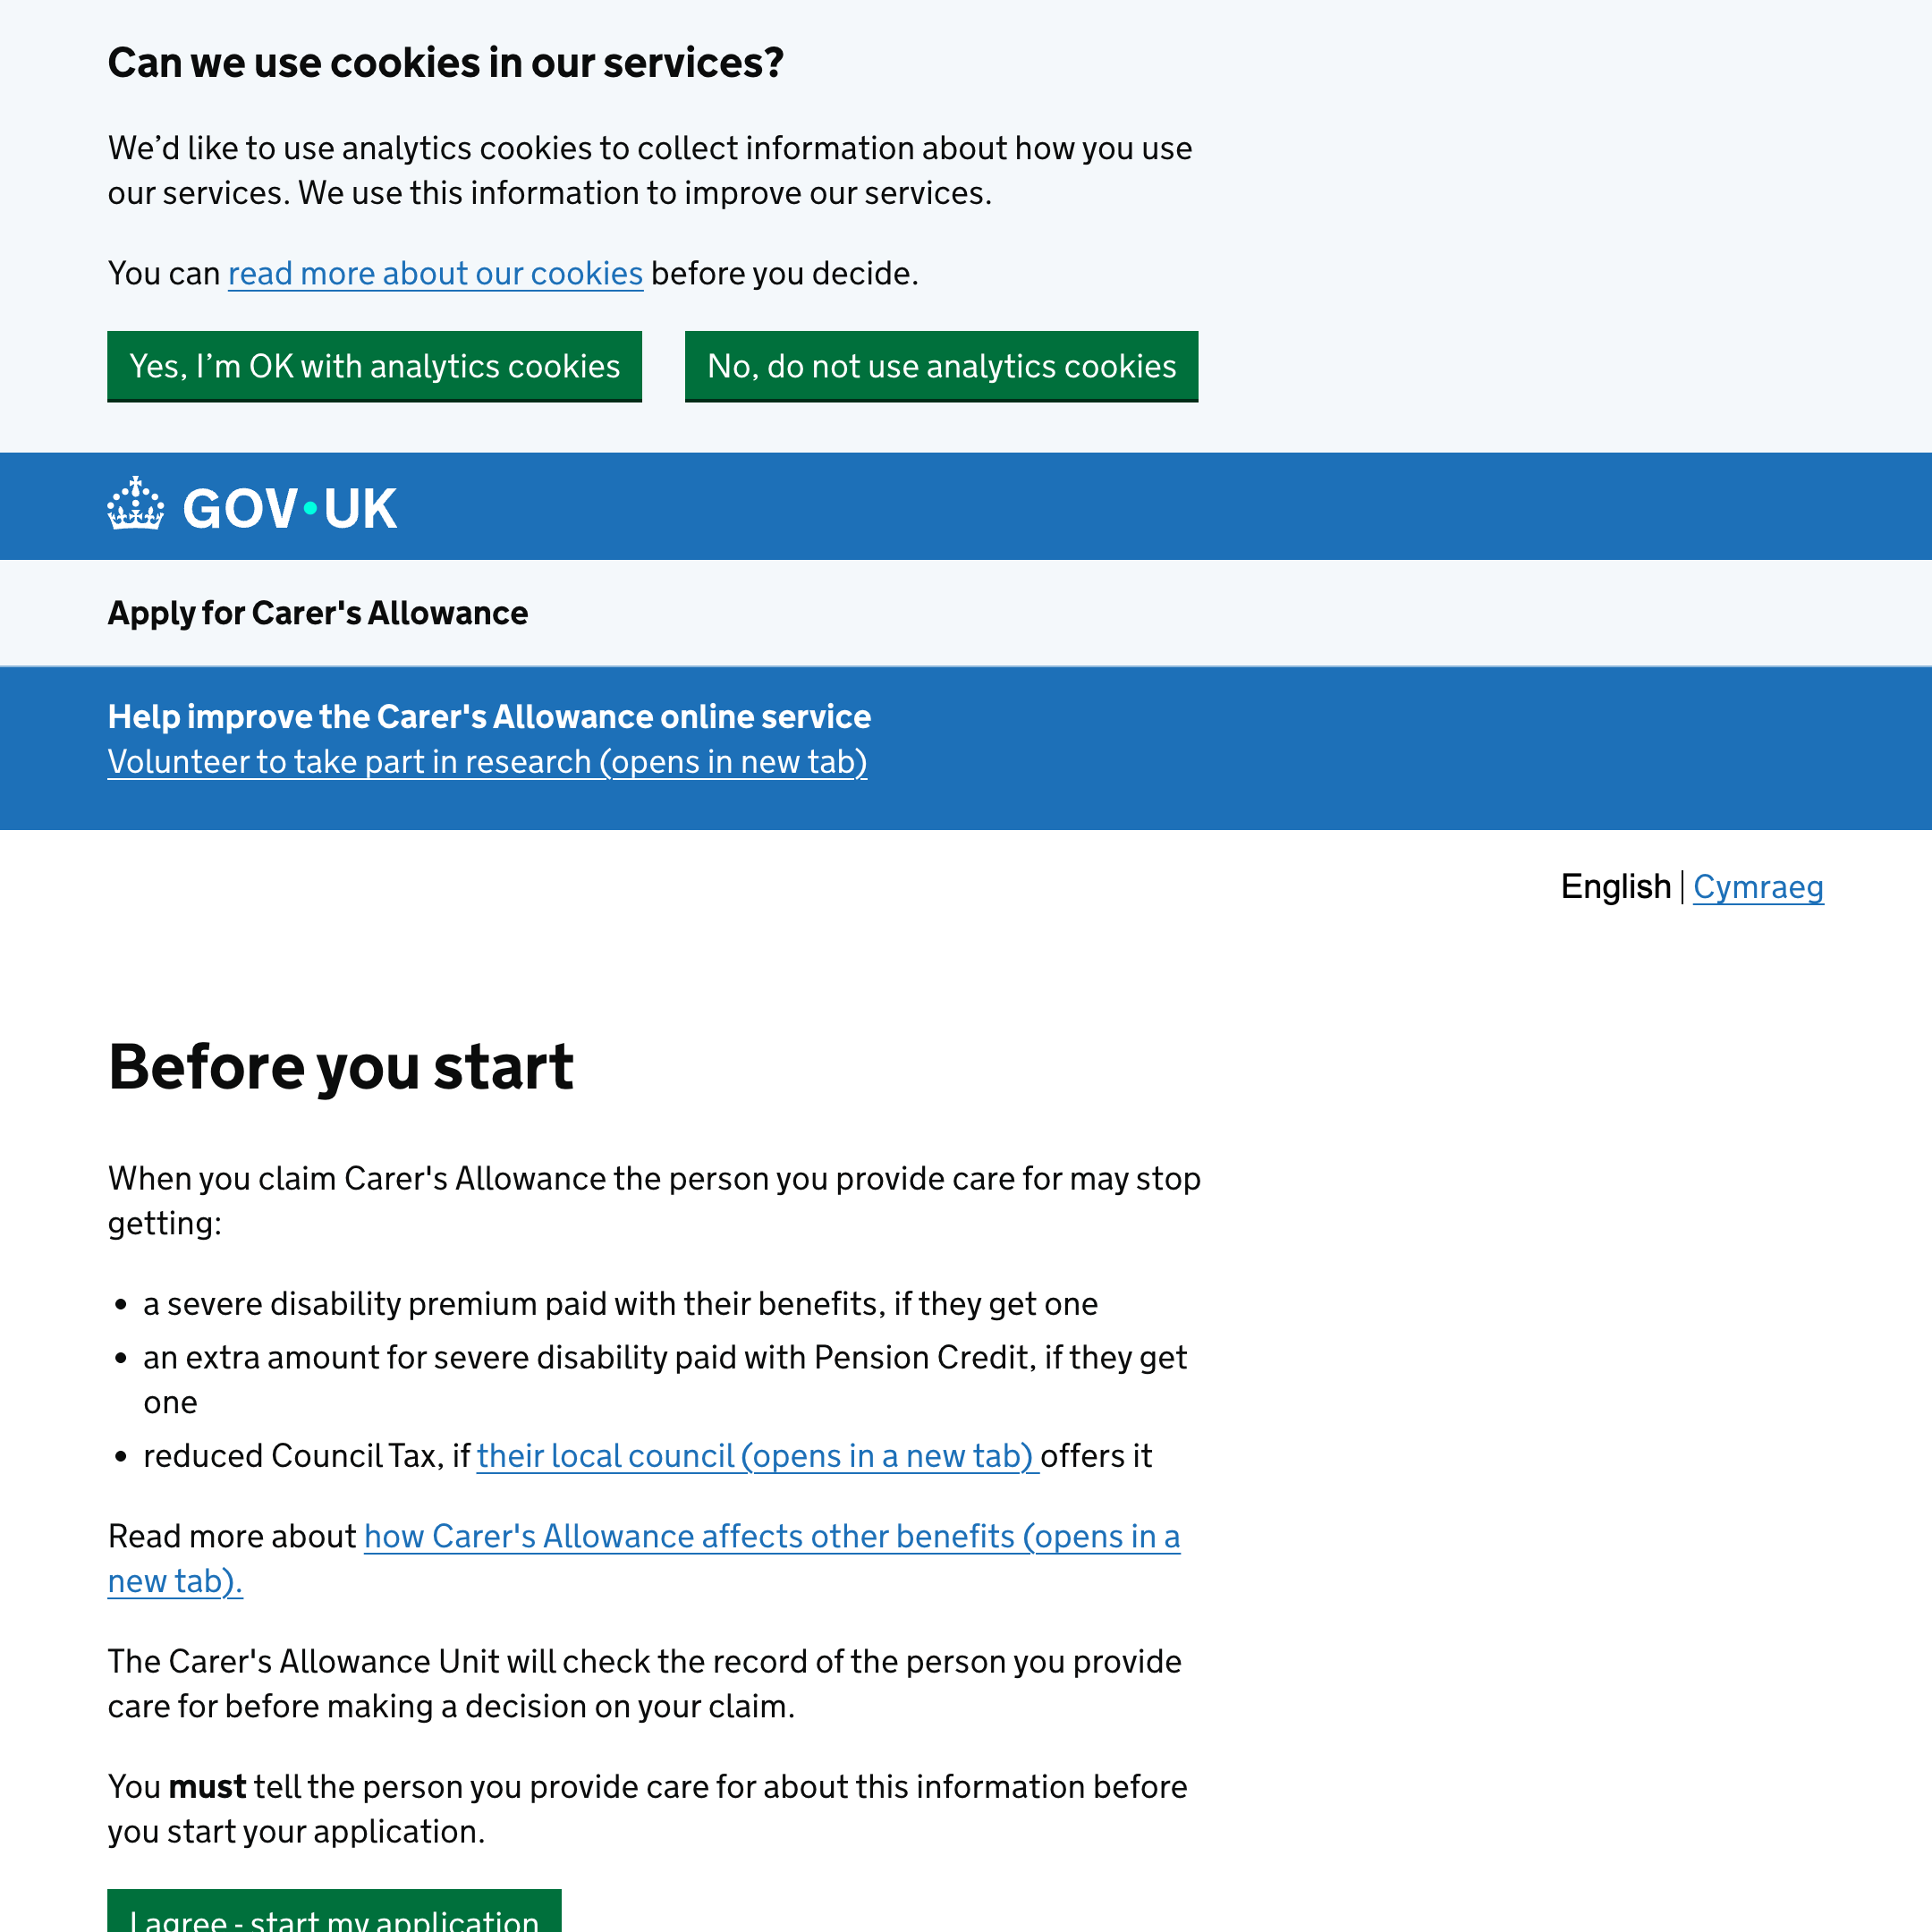 Can we use cookies in our services?
We’d like to use analytics cookies to collect information about how you use
our services. We use this information to improve our services.
You can read more about our cookies before you decide.
Yes, I’m OK with analytics cookies
No, do not use analytics cookies
GOV·UK
Apply for Carer's Allowance
Help improve the Carer's Allowance online service
Volunteer to take part in research (opens in new tab)
English | Cymraeg
Before you start
When you claim Carer's Allowance the person you provide care for may stop
getting:
• a severe disability premium paid with their benefits, if they get one
• an extra amount for severe disability paid with Pension Credit, if they get
one
• reduced Council Tax, if their local council (opens in a new tab) offers it
Read more about how Carer's Allowance affects other benefits (opens in a
new tab).
The Carer's Allowance Unit will check the record of the person you provide
care for before making a decision on your claim.
You must tell the person you provide care for about this information before
you start your application.
I agree - start my application